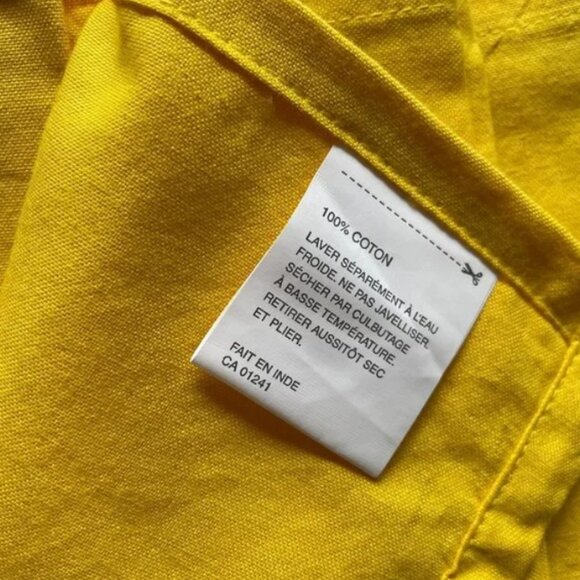 100% COTON
LAVER SÉPARÉMENT À L'EAU
FROIDE. NE PAS JAVELLISER.
SÉCHER PAR CULBUTAGE
À BASSE TEMPÉRATURE.
RETIRER AUSSITÔT SEC
ET PLIER.
FAIT EN INDE
CA 01241